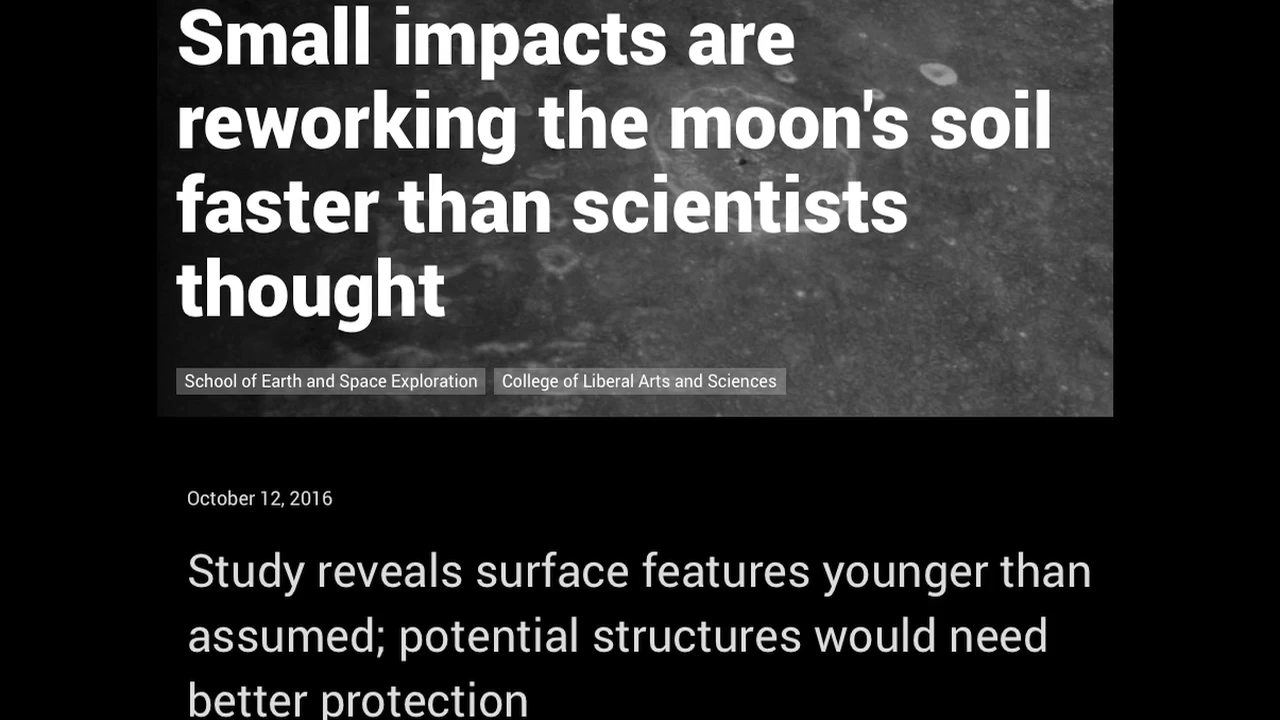 Small impacts are
reworking the moon's soil
faster than scientists
thought
School of Earth and Space Exploration College of Liberal Arts and Sciences
October 12, 2016
Study reveals surface features younger than
assumed; potential structures would need
better protection